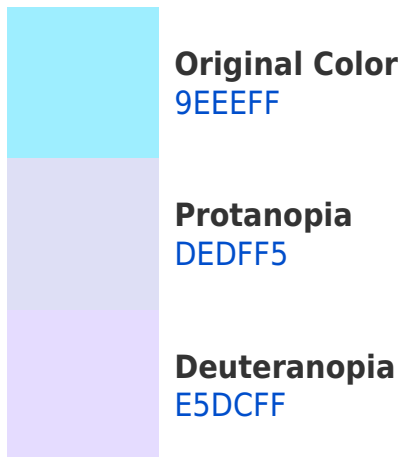 Original Color
9EEEFF
Protanopia
DEDFF5
Deuteranopia
E5DCFF